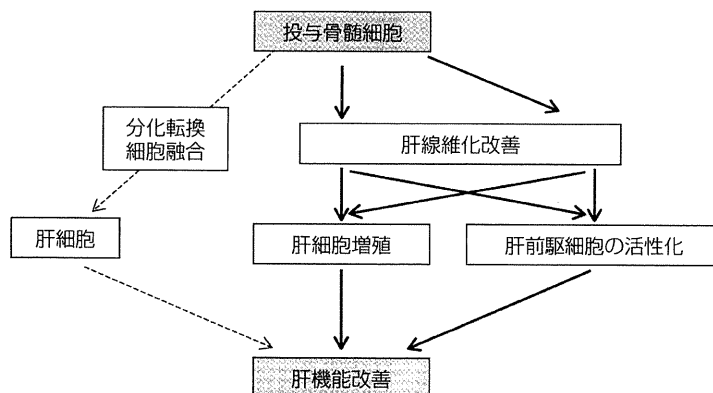 投与骨髄細胞
分化転換
細胞融合
肝線維化改善
肝細胞
肝細胞増殖
肝前駆細胞の活性化
肝機能改善